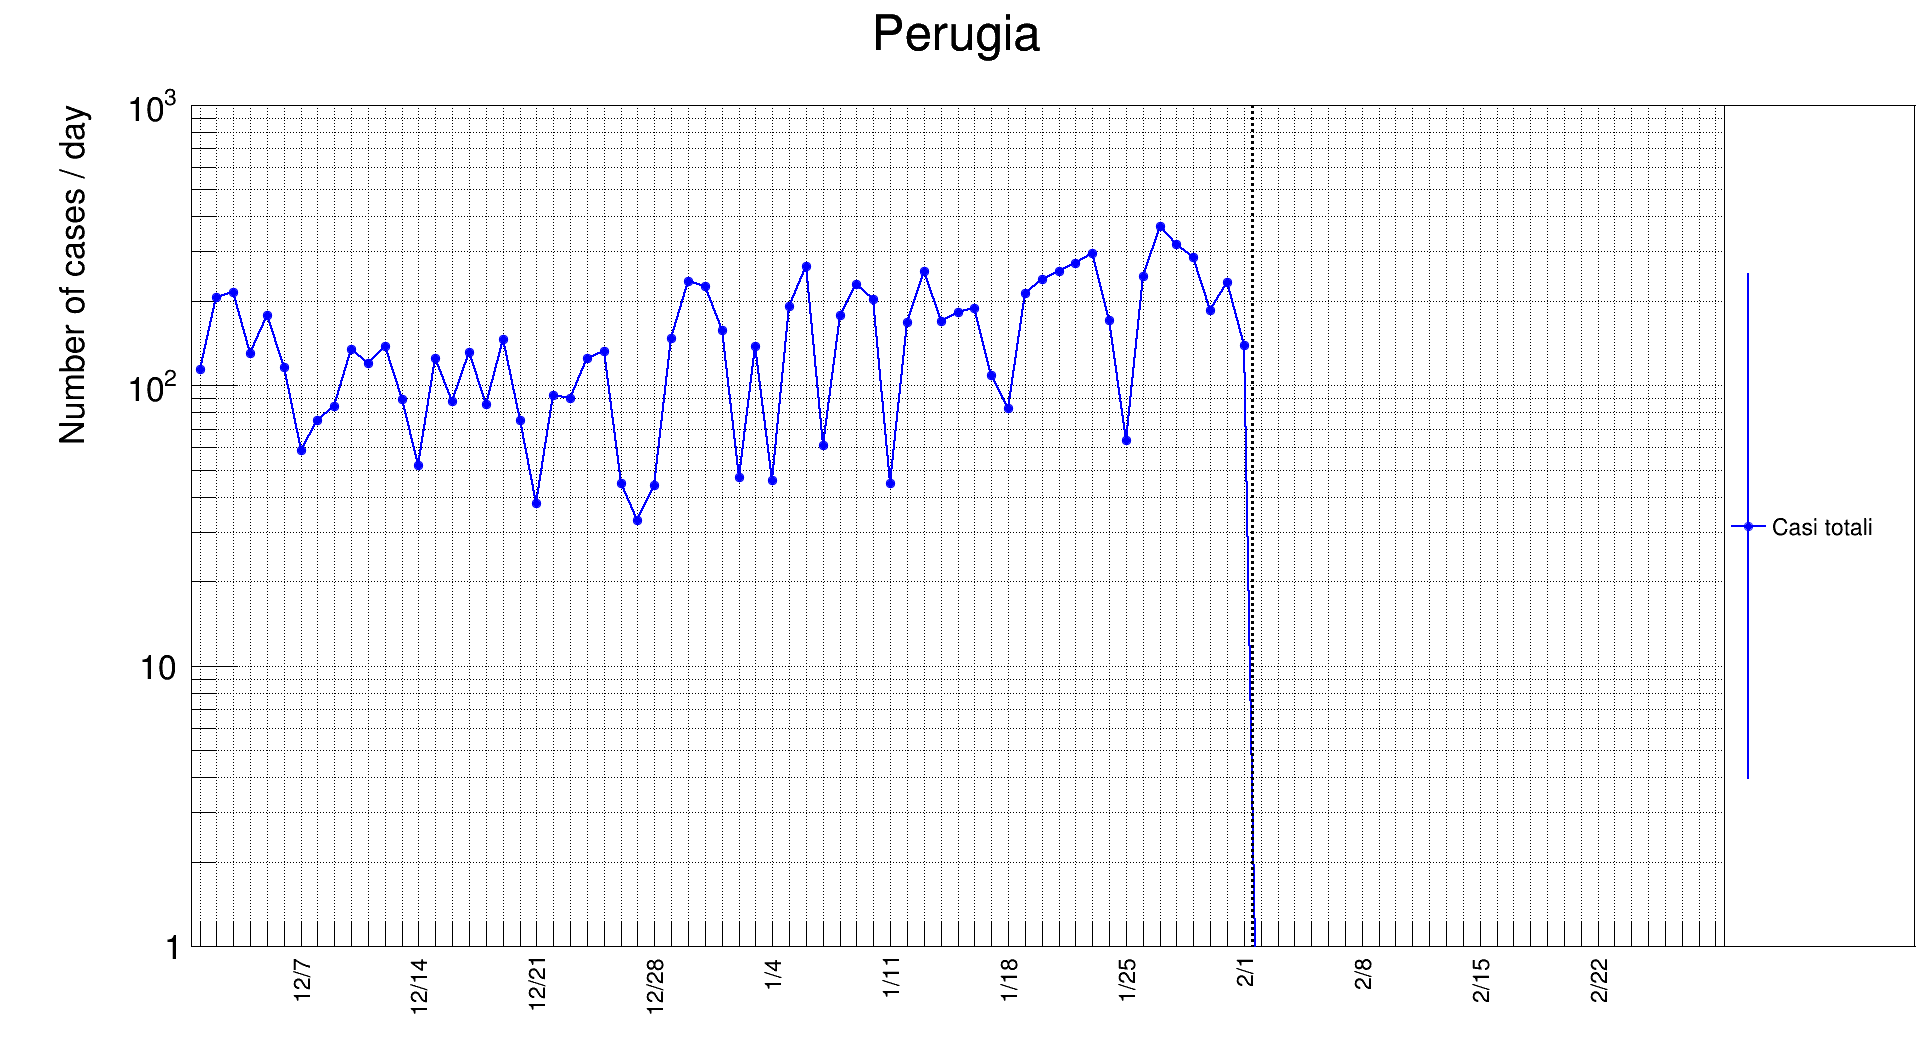 Perugia
Number of cases / day
10³
10²
10
1
12/7 12/14 12/21 12/28 1/4 1/11 1/18 1/25 2/1 2/8 2/15 2/22
Casi totali